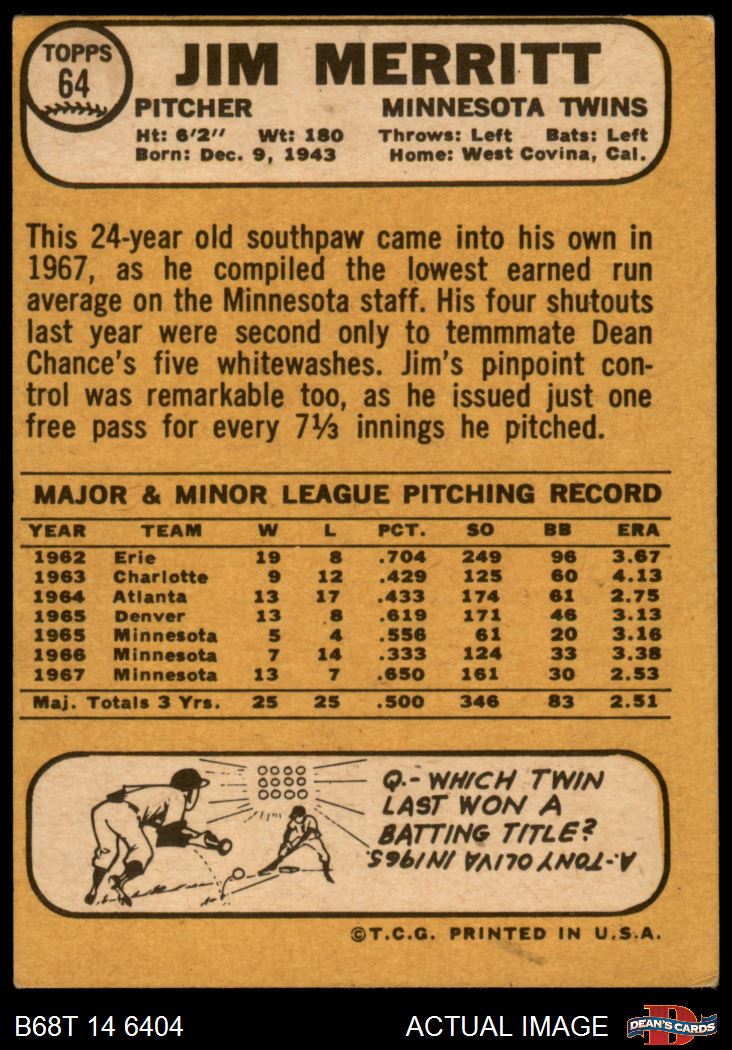 TOPPS
64
JIM MERRITT
PITCHER MINNESOTA TWINS
Ht: 6'2" Wt: 180 Throws: Left Bats: Left
Born: Dec. 9, 1943 Home: West Covina, Cal.
This 24-year old southpaw came into his own in
1967, as he compiled the lowest earned run
average on the Minnesota staff. His four shutouts
last year were second only to temmmate Dean
Chance's five whitewashes. Jim's pinpoint con-
trol was remarkable too, as he issued just one
free pass for every 7⅓ innings he pitched.
MAJOR & MINOR LEAGUE PITCHING RECORD
YEAR TEAM W L PCT. SO BB ERA
1962 Erie 19 8 .704 249 96 3.67
1963 Charlotte 9 12 .429 125 60 4.13
1964 Atlanta 13 17 .433 174 61 2.75
1965 Denver 13 8 .619 171 46 3.13
1965 Minnesota 5 4 .556 61 20 3.16
1966 Minnesota 7 14 .333 124 33 3.38
1967 Minnesota 13 7 .650 161 30 2.53
Maj. Totals 3 Yrs. 25 25 .500 346 83 2.51
Q.- WHICH TWIN
LAST WON A
BATTING TITLE?
A-TONY OLIVA IN 1965
©T.C.G. PRINTED IN U.S.A.
B68T 14 6404 ACTUAL IMAGE
DEAN'S CARDS